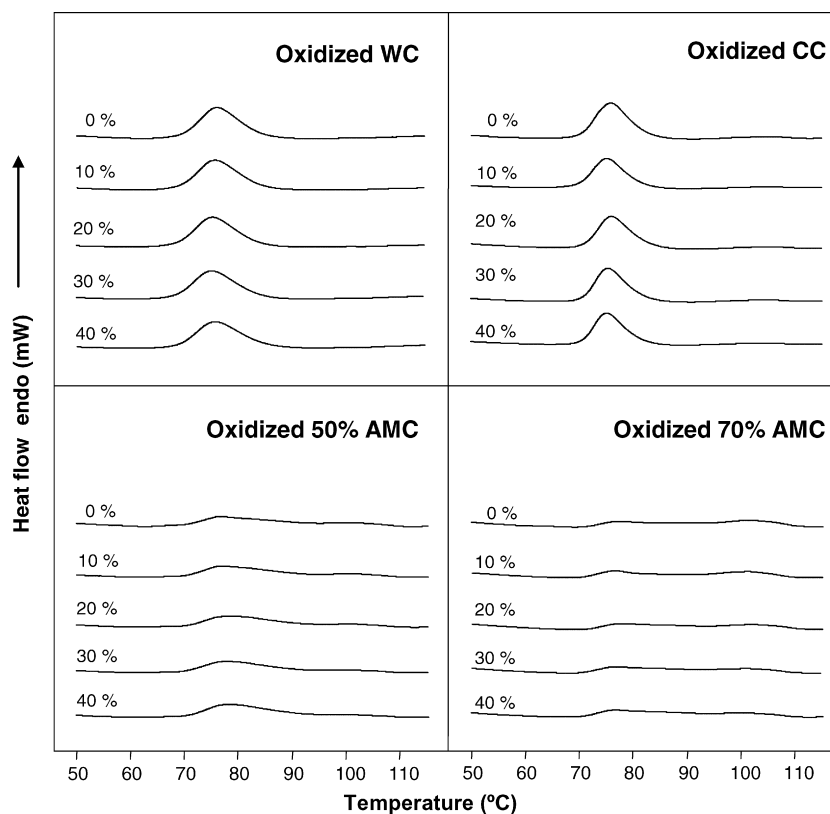 Oxidized WC
0 %
10 %
20 %
30 %
40 %
Oxidized CC
0 %
10 %
20 %
30 %
40 %
Oxidized 50% AMC
0 %
10 %
20 %
30 %
40 %
Oxidized 70% AMC
0 %
10 %
20 %
30 %
40 %
50 60 70 80 90 100 110
50 60 70 80 90 100 110
Temperature (ºC)
Heat flow endo (mW)